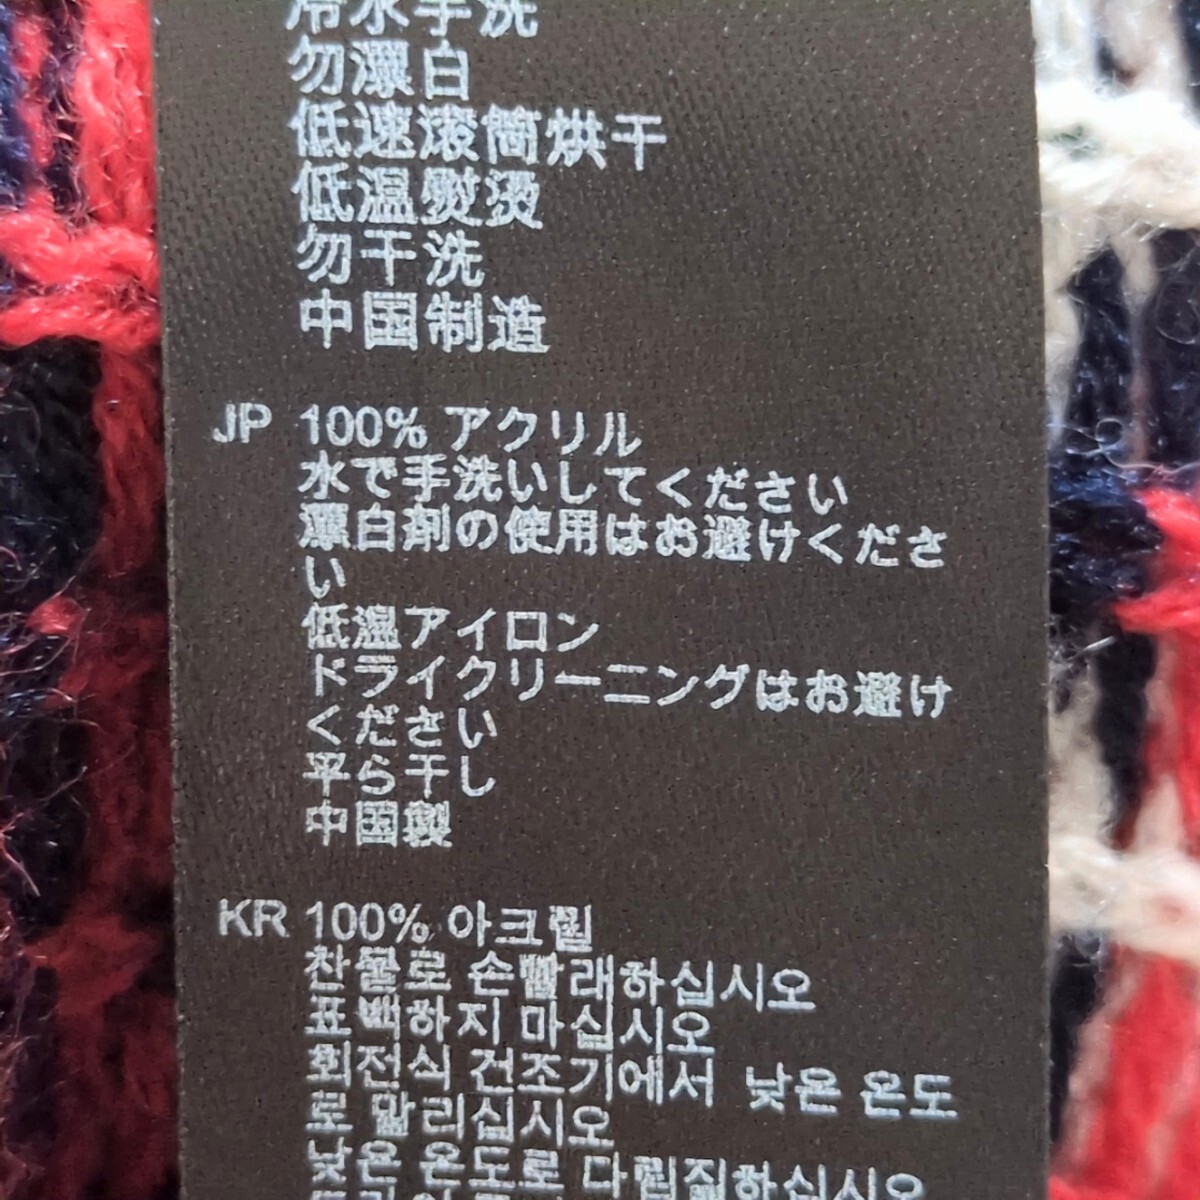 冷水手洗
勿漂白
低速滚筒烘干
低温熨烫
勿干洗
中国制造
JP 100% アクリル
水で手洗いしてください
漂白剤の使用はお避けくださ
い
低温アイロン
ドライクリーニングはお避け
ください
平ら干し
中国製
KR 100% 아크릴
찬물로 손빨래하십시오
표백하지 마십시오
회전식 건조기에서 낮은 온도
로 말리십시오
낮은 온도로 다림질하십시오